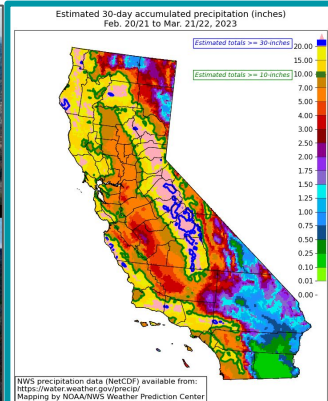 Estimated 30-day accumulated precipitation (inches)
Feb. 20/21 to Mar. 21/22, 2023
Estimated totals >= 30-inches
Estimated totals >= 10-inches
20.00
15.00
10.00
7.00
5.00
4.00
3.00
2.50
2.00
1.75
1.50
1.25
1.00
0.75
0.50
0.25
0.10
0.01
0.00
NWS precipitation data (NetCDF) available from:
https://water.weather.gov/precip/
Mapping by NOAA/NWS Weather Prediction Center